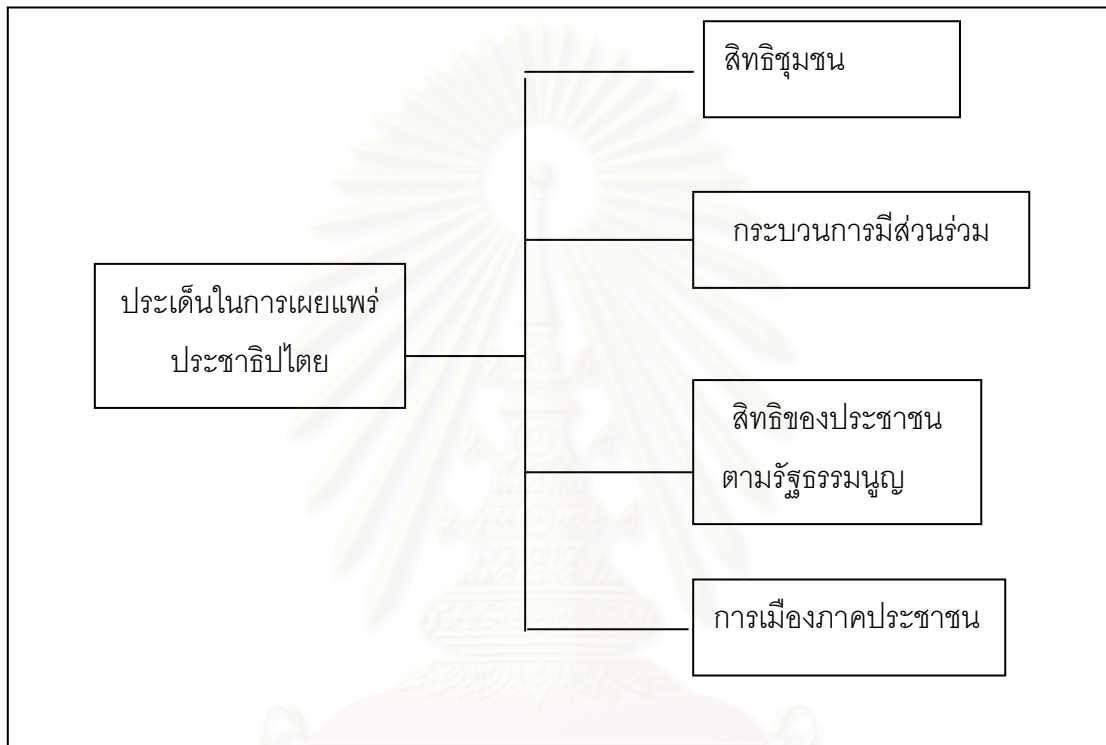 สิทธิชุมชน
กระบวนการมีส่วนร่วม
ประเด็นในการเผยแพร่
ประชาธิปไตย
สิทธิของประชาชน
ตามรัฐธรรมนูญ
การเมืองภาคประชาชน